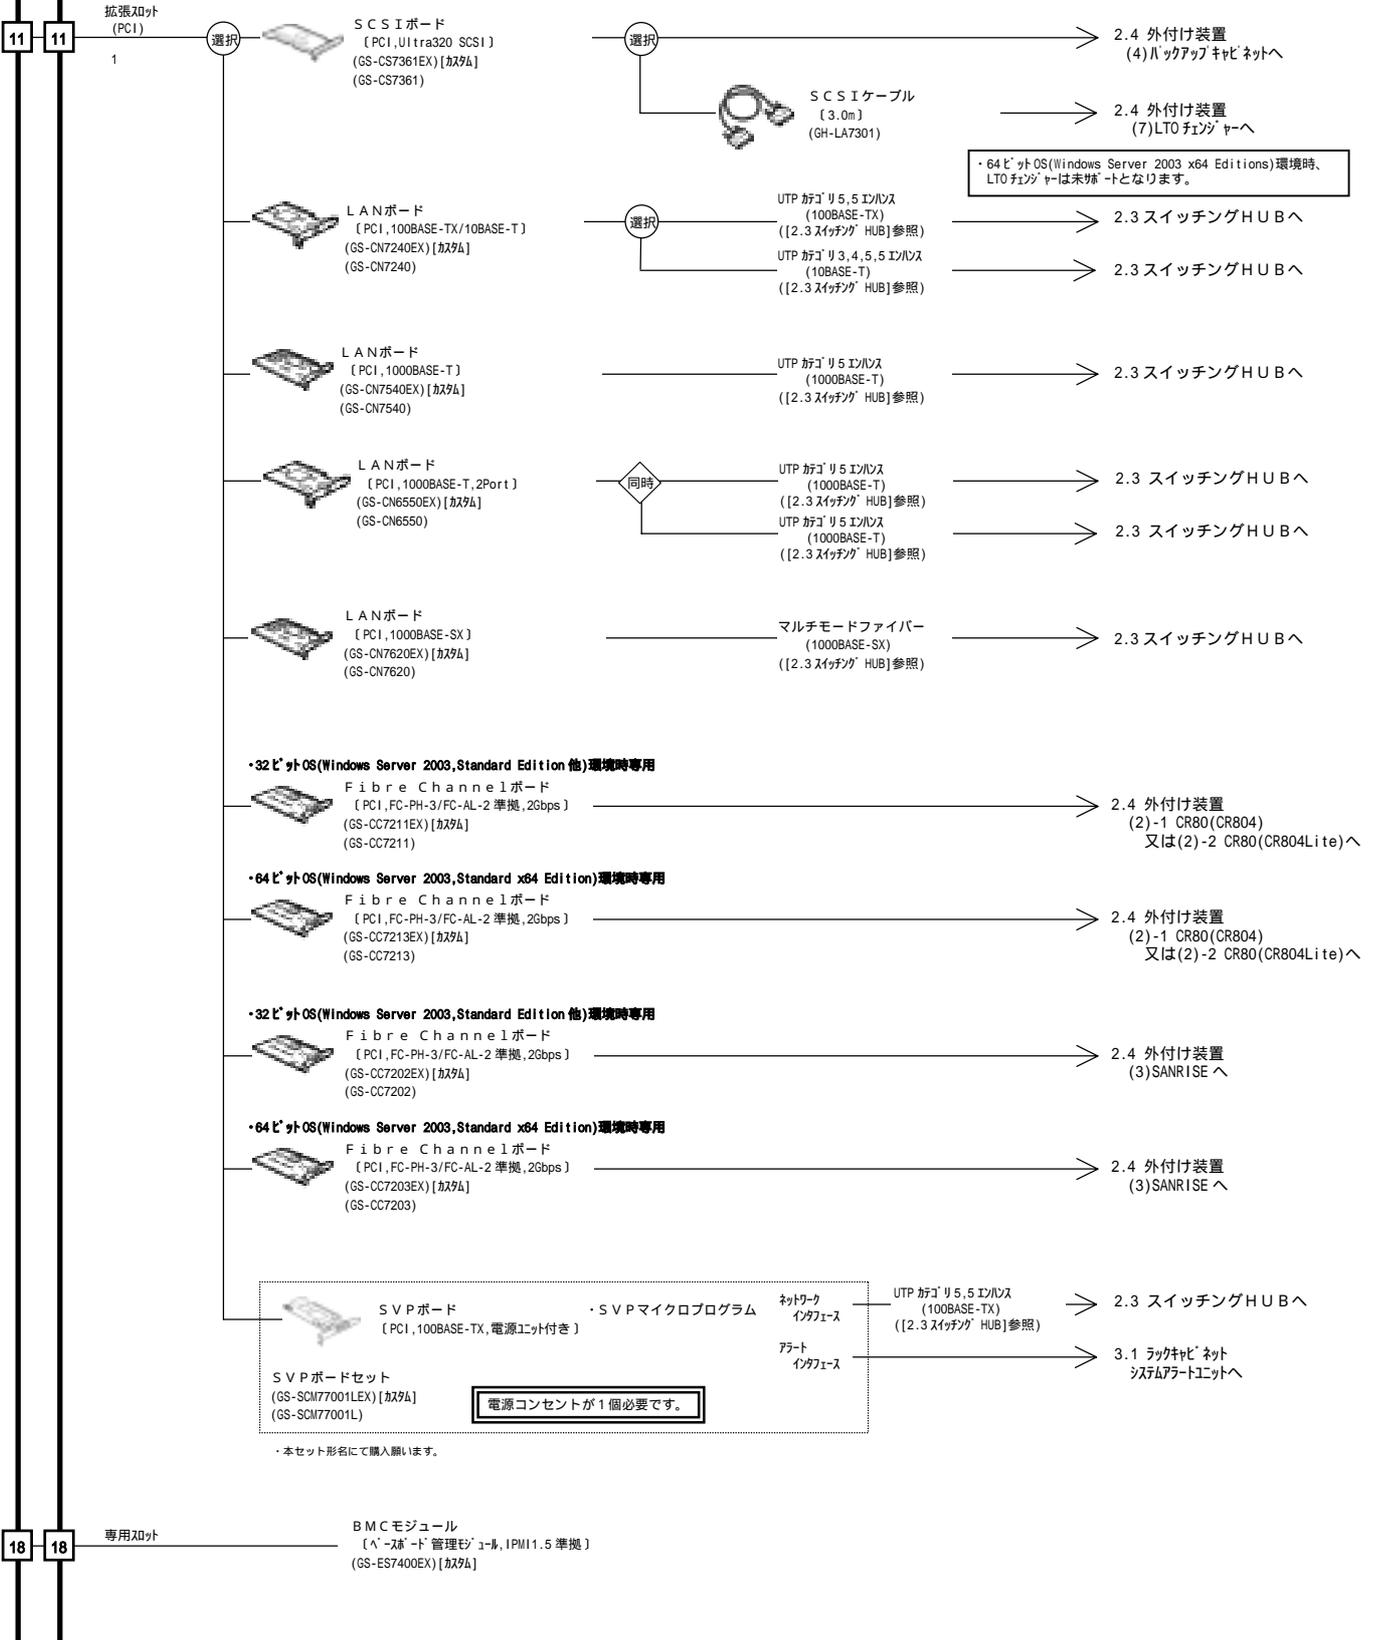 11
11
拡張ｽﾛｯﾄ
(PCI)
1
選択
ＳＣＳＩボード
〔PCI,Ultra320 SCSI〕
(GS-CS7361EX)[ｶｽﾀﾑ]
(GS-CS7361)
選択
2.4 外付け装置
(4)ﾊﾞｯｸｱｯﾌﾟｷｬﾋﾞﾈｯﾄへ
ＳＣＳＩケーブル
〔3.0m〕
(GH-LA7301)
2.4 外付け装置
(7)LTO ﾁｪﾝｼﾞｬｰへ
・64ﾋﾞｯﾄOS(Windows Server 2003 x64 Editions)環境時、
LTOﾁｪﾝｼﾞｬｰは未ｻﾎﾟｰﾄとなります。
ＬＡＮボード
〔PCI,100BASE-TX/10BASE-T〕
(GS-CN7240EX)[ｶｽﾀﾑ]
(GS-CN7240)
選択
UTP ｶﾃｺﾞﾘ 5,5 ｴﾝﾊﾝｽ
(100BASE-TX)
([2.3 ｽｲｯﾁﾝｸﾞ HUB]参照)
2.3 スイッチングＨＵＢへ
UTP ｶﾃｺﾞﾘ 3,4,5,5 ｴﾝﾊﾝｽ
(10BASE-T)
([2.3 ｽｲｯﾁﾝｸﾞ HUB]参照)
2.3 スイッチングＨＵＢへ
ＬＡＮボード
〔PCI,1000BASE-T〕
(GS-CN7540EX)[ｶｽﾀﾑ]
(GS-CN7540)
UTP ｶﾃｺﾞﾘ 5 ｴﾝﾊﾝｽ
(1000BASE-T)
([2.3 ｽｲｯﾁﾝｸﾞ HUB]参照)
2.3 スイッチングＨＵＢへ
ＬＡＮボード
〔PCI,1000BASE-T,2Port〕
(GS-CN6550EX)[ｶｽﾀﾑ]
(GS-CN6550)
同時
UTP ｶﾃｺﾞﾘ 5 ｴﾝﾊﾝｽ
(1000BASE-T)
([2.3 ｽｲｯﾁﾝｸﾞ HUB]参照)
2.3 スイッチングＨＵＢへ
UTP ｶﾃｺﾞﾘ 5 ｴﾝﾊﾝｽ
(1000BASE-T)
([2.3 ｽｲｯﾁﾝｸﾞ HUB]参照)
2.3 スイッチングＨＵＢへ
ＬＡＮボード
〔PCI,1000BASE-SX〕
(GS-CN7620EX)[ｶｽﾀﾑ]
(GS-CN7620)
マルチモードファイバー
(1000BASE-SX)
([2.3 ｽｲｯﾁﾝｸﾞ HUB]参照)
2.3 スイッチングＨＵＢへ
・32ﾋﾞｯﾄOS(Windows Server 2003,Standard Edition 他)環境時専用
Ｆｉｂｒｅ Ｃｈａｎｎｅｌボード
〔PCI,FC-PH-3/FC-AL-2 準拠,2Gbps〕
(GS-CC7211EX)[ｶｽﾀﾑ]
(GS-CC7211)
2.4 外付け装置
(2)-1 CR80(CR804)
又は(2)-2 CR80(CR804Lite)へ
・64ﾋﾞｯﾄOS(Windows Server 2003,Standard x64 Edition)環境時専用
Ｆｉｂｒｅ Ｃｈａｎｎｅｌボード
〔PCI,FC-PH-3/FC-AL-2 準拠,2Gbps〕
(GS-CC7213EX)[ｶｽﾀﾑ]
(GS-CC7213)
2.4 外付け装置
(2)-1 CR80(CR804)
又は(2)-2 CR80(CR804Lite)へ
・32ﾋﾞｯﾄOS(Windows Server 2003,Standard Edition 他)環境時専用
Ｆｉｂｒｅ Ｃｈａｎｎｅｌボード
〔PCI,FC-PH-3/FC-AL-2 準拠,2Gbps〕
(GS-CC7202EX)[ｶｽﾀﾑ]
(GS-CC7202)
2.4 外付け装置
(3)SANRISE へ
・64ﾋﾞｯﾄOS(Windows Server 2003,Standard x64 Edition)環境時専用
Ｆｉｂｒｅ Ｃｈａｎｎｅｌボード
〔PCI,FC-PH-3/FC-AL-2 準拠,2Gbps〕
(GS-CC7203EX)[ｶｽﾀﾑ]
(GS-CC7203)
2.4 外付け装置
(3)SANRISE へ
ＳＶＰボード
〔PCI,100BASE-TX,電源ﾕﾆｯﾄ付き〕
・ＳＶＰマイクロプログラム
ﾈｯﾄﾜｰｸ
ｲﾝﾀﾌｪｰｽ
UTP ｶﾃｺﾞﾘ 5,5 ｴﾝﾊﾝｽ
(100BASE-TX)
([2.3 ｽｲｯﾁﾝｸﾞ HUB]参照)
2.3 スイッチングＨＵＢへ
ｱﾗｰﾄ
ｲﾝﾀﾌｪｰｽ
3.1 ﾗｯｸｷｬﾋﾞﾈｯﾄ
ｼｽﾃﾑｱﾗｰﾄﾕﾆｯﾄへ
ＳＶＰボードセット
(GS-SCM77001LEX)[ｶｽﾀﾑ]
(GS-SCM77001L)
電源コンセントが１個必要です。
・本セット形名にて購入願います。
18
18
専用ｽﾛｯﾄ
ＢＭＣモジュール
〔ﾍﾞｰｽﾎﾞｰﾄﾞ管理ﾓｼﾞｭｰﾙ,IPMI1.5 準拠〕
(GS-ES7400EX)[ｶｽﾀﾑ]